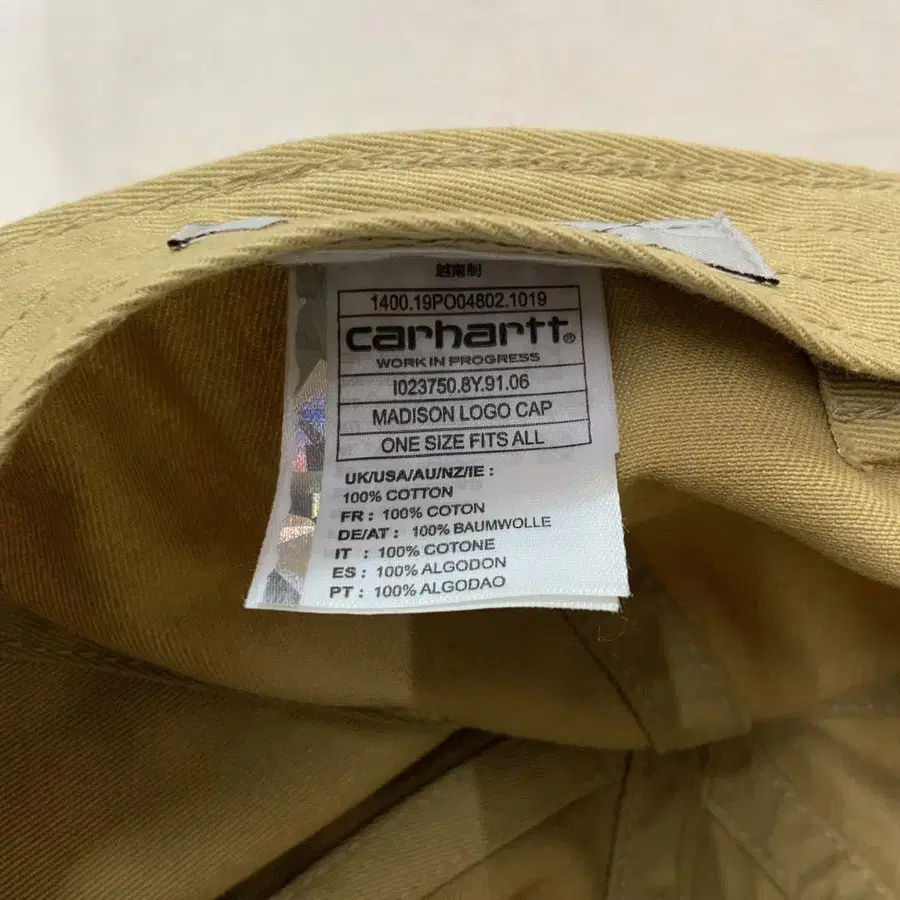 越南制
1400.19PO04802.1019
carhartt®
WORK IN PROGRESS
I023750.8Y.91.06
MADISON LOGO CAP
ONE SIZE FITS ALL
UK/USA/AU/NZ/IE :
100% COTTON
FR : 100% COTON
DE/AT : 100% BAUMWOLLE
IT : 100% COTONE
ES : 100% ALGODON
PT : 100% ALGODAO